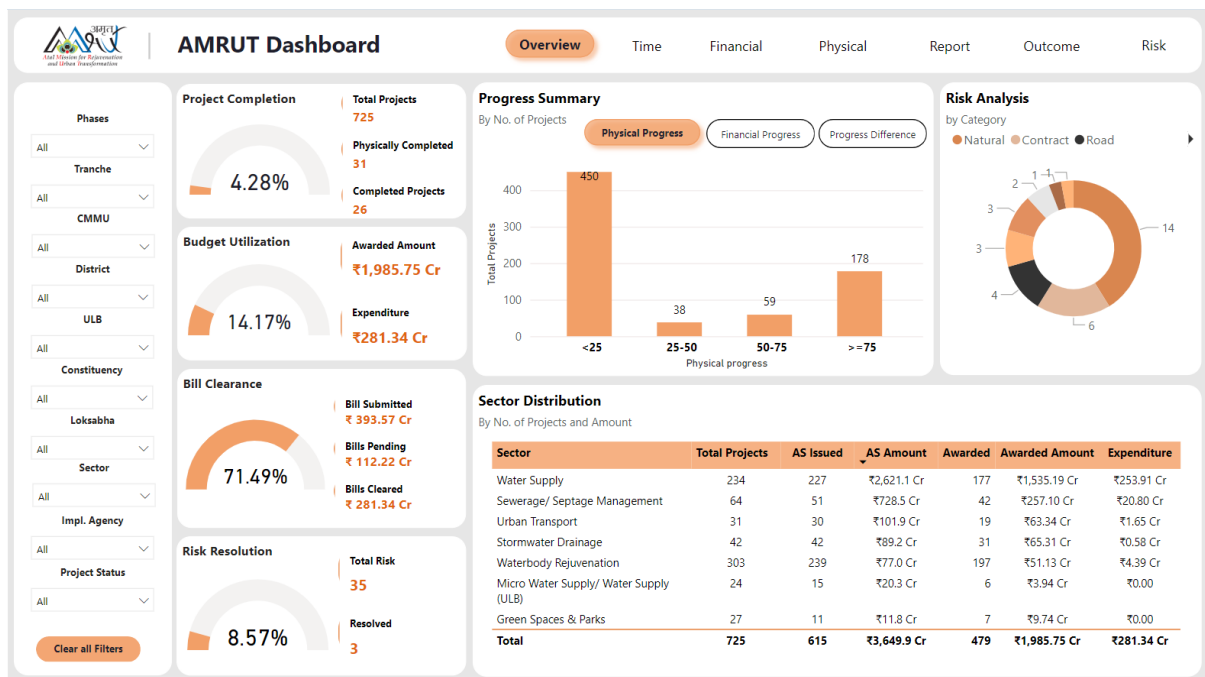 अमृत
Atal Mission for Rejuvenation
and Urban Transformation
AMRUT Dashboard
Overview
Time
Financial
Physical
Report
Outcome
Risk
Phases
All
Tranche
All
CMMU
All
District
All
ULB
All
Constituency
All
Loksabha
All
Sector
All
Impl. Agency
All
Project Status
All
Clear all Filters
Project Completion
4.28%
Total Projects
725
Physically Completed
31
Completed Projects
26
Budget Utilization
14.17%
Awarded Amount
₹1,985.75 Cr
Expenditure
₹281.34 Cr
Bill Clearance
71.49%
Bill Submitted
₹ 393.57 Cr
Bills Pending
₹ 112.22 Cr
Bills Cleared
₹ 281.34 Cr
Risk Resolution
8.57%
Total Risk
35
Resolved
3
Progress Summary
By No. of Projects
Physical Progress
Financial Progress
Progress Difference
Total Projects
400
300
200
100
0
450
38
59
178
<25
25-50
50-75
>=75
Physical progress
Risk Analysis
by Category
Natural Contract Road
14
6
4
3
3
2
1
1
Sector Distribution
By No. of Projects and Amount
Sector Total Projects AS Issued AS Amount Awarded Awarded Amount Expenditure
Water Supply 234 227 ₹2,621.1 Cr 177 ₹1,535.19 Cr ₹253.91 Cr
Sewerage/ Septage Management 64 51 ₹728.5 Cr 42 ₹257.10 Cr ₹20.80 Cr
Urban Transport 31 30 ₹101.9 Cr 19 ₹63.34 Cr ₹1.65 Cr
Stormwater Drainage 42 42 ₹89.2 Cr 31 ₹65.31 Cr ₹0.58 Cr
Waterbody Rejuvenation 303 239 ₹77.0 Cr 197 ₹51.13 Cr ₹4.39 Cr
Micro Water Supply/ Water Supply 24 15 ₹20.3 Cr 6 ₹3.94 Cr ₹0.00
(ULB)
Green Spaces & Parks 27 11 ₹11.8 Cr 7 ₹9.74 Cr ₹0.00
Total 725 615 ₹3,649.9 Cr 479 ₹1,985.75 Cr ₹281.34 Cr